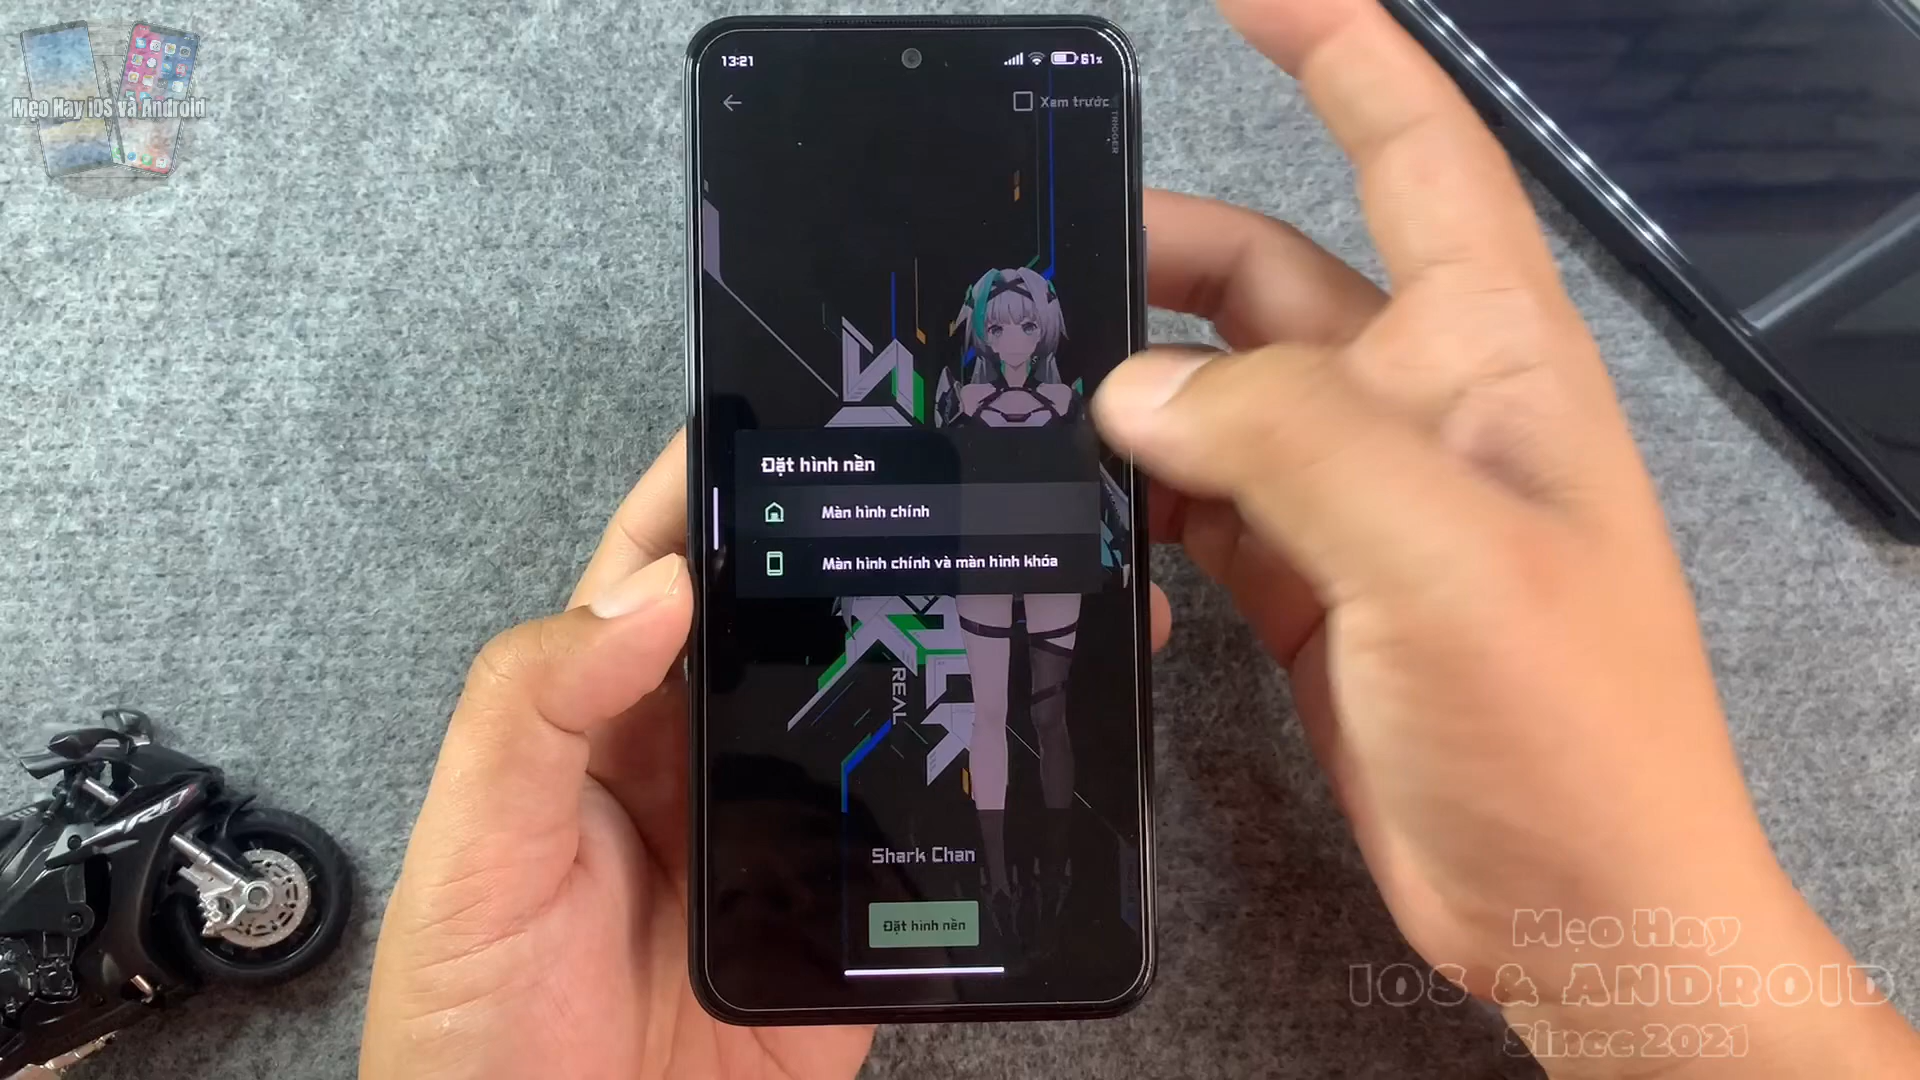 Mẹo Hay iOS và Android
13:21
61%
Xem trước
TRIGGER
Đặt hình nền
Màn hình chính
Màn hình chính và màn hình khóa
REAL
Shark Chan
Đặt hình nền
Mẹo Hay
IOS & ANDROID
Since 2021